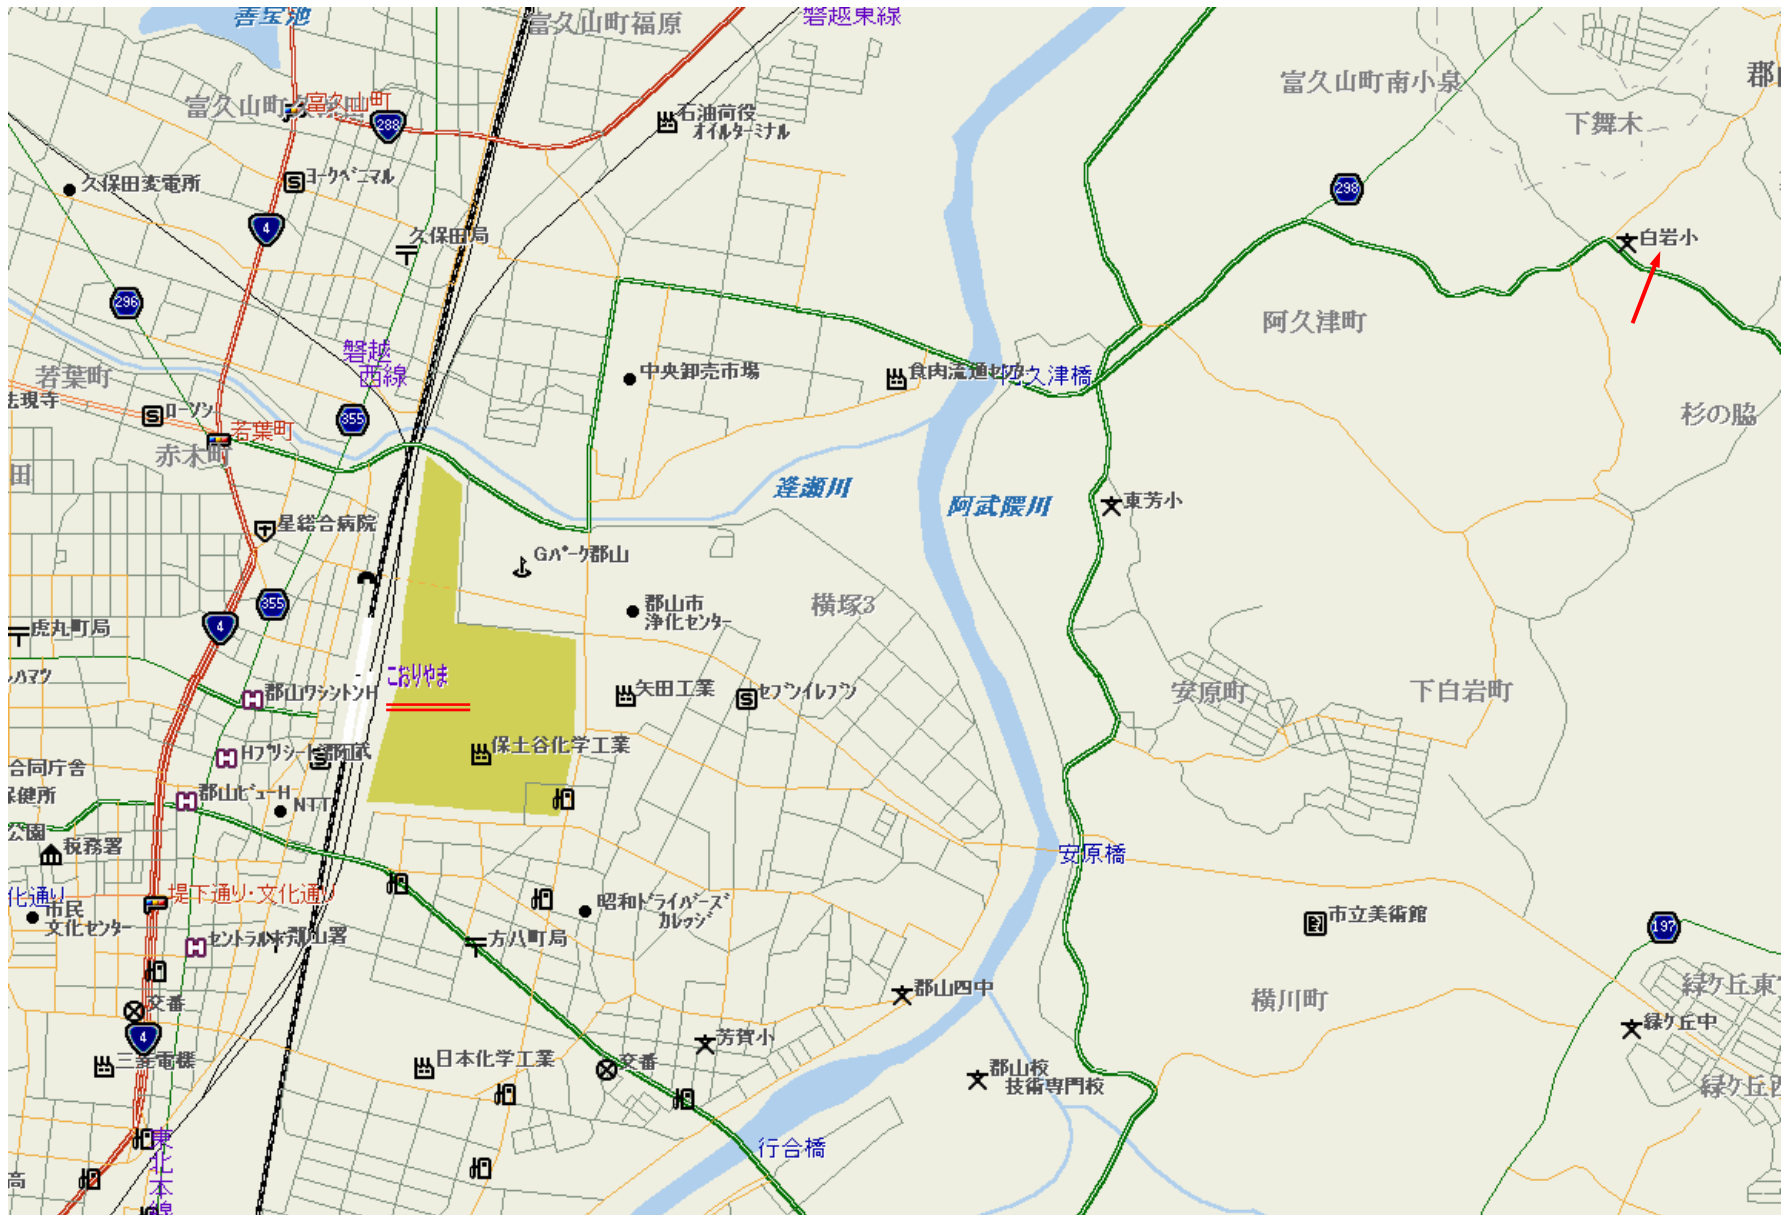 善宝池
富久山町福原
磐越東線
富久山町南小泉
下舞木
富久山町
288
石油荷役
オイルターミナル
久保田変電所
ヨークベニマル
4
久保田局
298
白岩小
296
阿久津町
磐越
西線
若葉町
中央卸売市場
食肉流通センター
阿久津橋
法現寺
ローソン
355
若葉町
赤木町
杉の脇
田
逢瀬川
阿武隈川
東芳小
星総合病院
Gパーク郡山
355
4
郡山市
浄化センター
横塚3
虎丸町局
こおりやま
郡山ワシントンH
矢田工業
セブンイレブン
安原町
下白岩町
保土谷化学工業
合同庁舎
保健所
郡山ビューH
NTT
公園
税務署
安原橋
化通り
堤下通り・文化通り
市民
文化センター
昭和ドライバーズ
カレッジ
市立美術館
197
郡山署
方八町局
郡山四中
横川町
緑ケ丘東
交番
4
芳賀小
緑ケ丘中
三菱電機
日本化学工業
交番
郡山校
技術専門校
緑ケ丘西
東北本線
行合橋
高